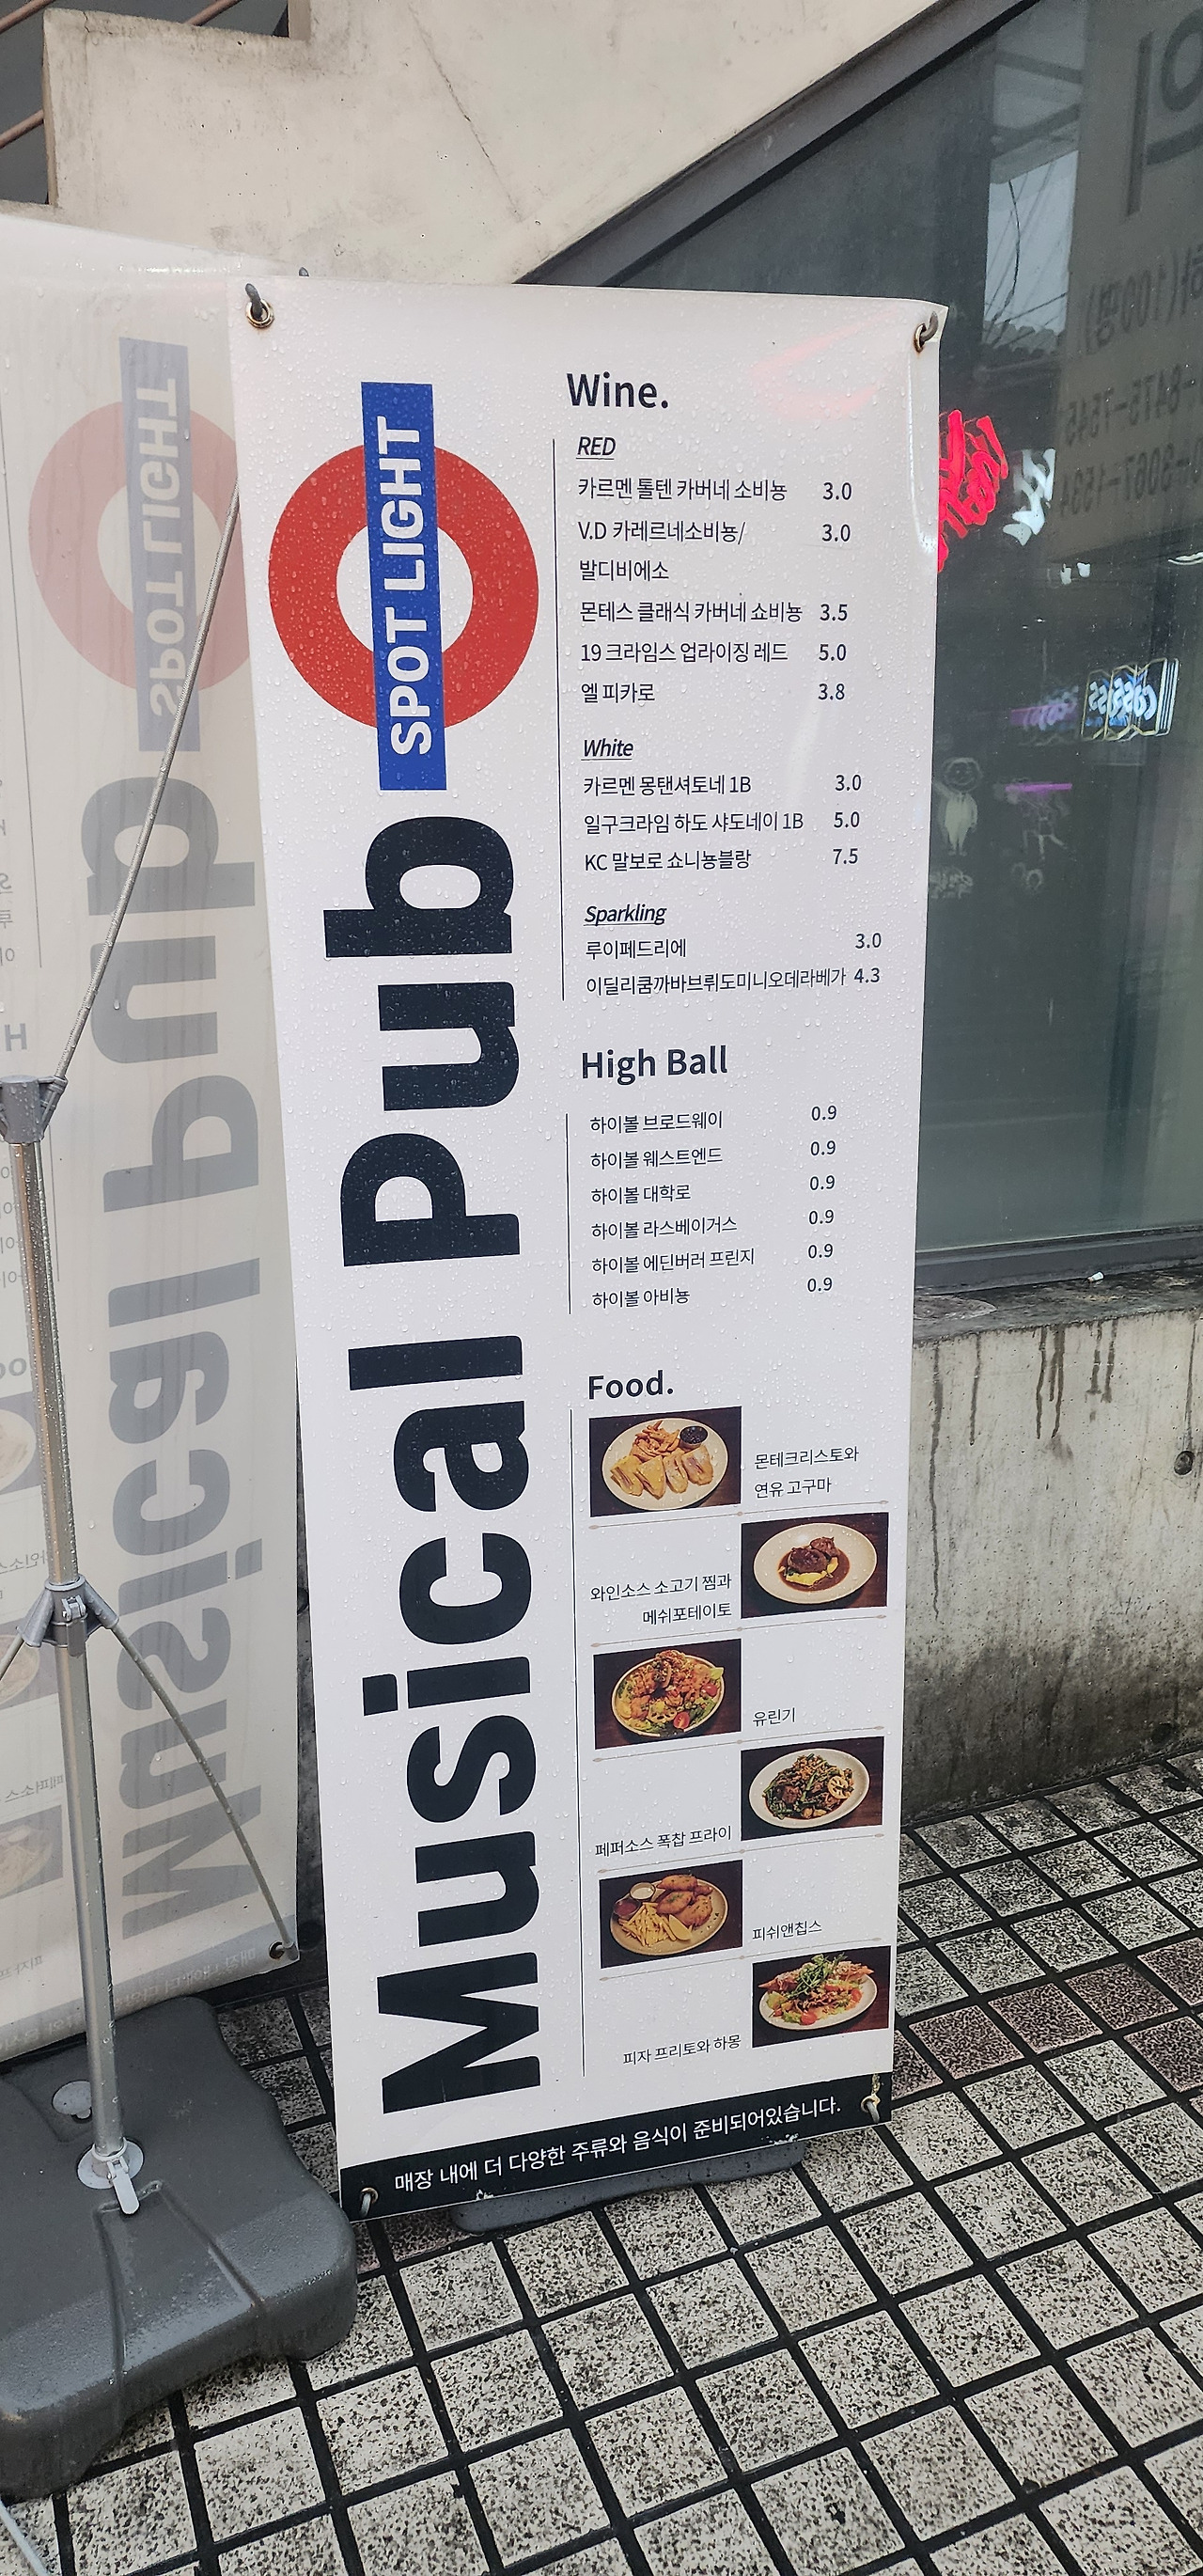 SPOT LIGHT
Musical Pub
Wine.
RED
카르멘 톨텐 카버네 소비뇽 3.0
V.D 카레르네소비뇽/ 3.0
발디비에소
몬테스 클래식 카버네 쇼비뇽 3.5
19 크라임스 업라이징 레드 5.0
엘 피카로 3.8
White
카르멘 몽탠셔토네 1B 3.0
일구크라임 하도 샤도네이 1B 5.0
KC 말보로 쇼니뇽블랑 7.5
Sparkling
루이페드리에 3.0
이딜리쿰까바브뤼도미니오데라베가 4.3
High Ball
하이볼 브로드웨이 0.9
하이볼 웨스트엔드 0.9
하이볼 대학로 0.9
하이볼 라스베이거스 0.9
하이볼 에딘버러 프린지 0.9
하이볼 아비뇽 0.9
Food.
몬테크리스토와
연유 고구마
와인소스 소고기 찜과
메쉬포테이토
유린기
페퍼소스 폭찹 프라이
피쉬앤칩스
피자 프리토와 하몽
매장 내에 더 다양한 주류와 음식이 준비되어있습니다.